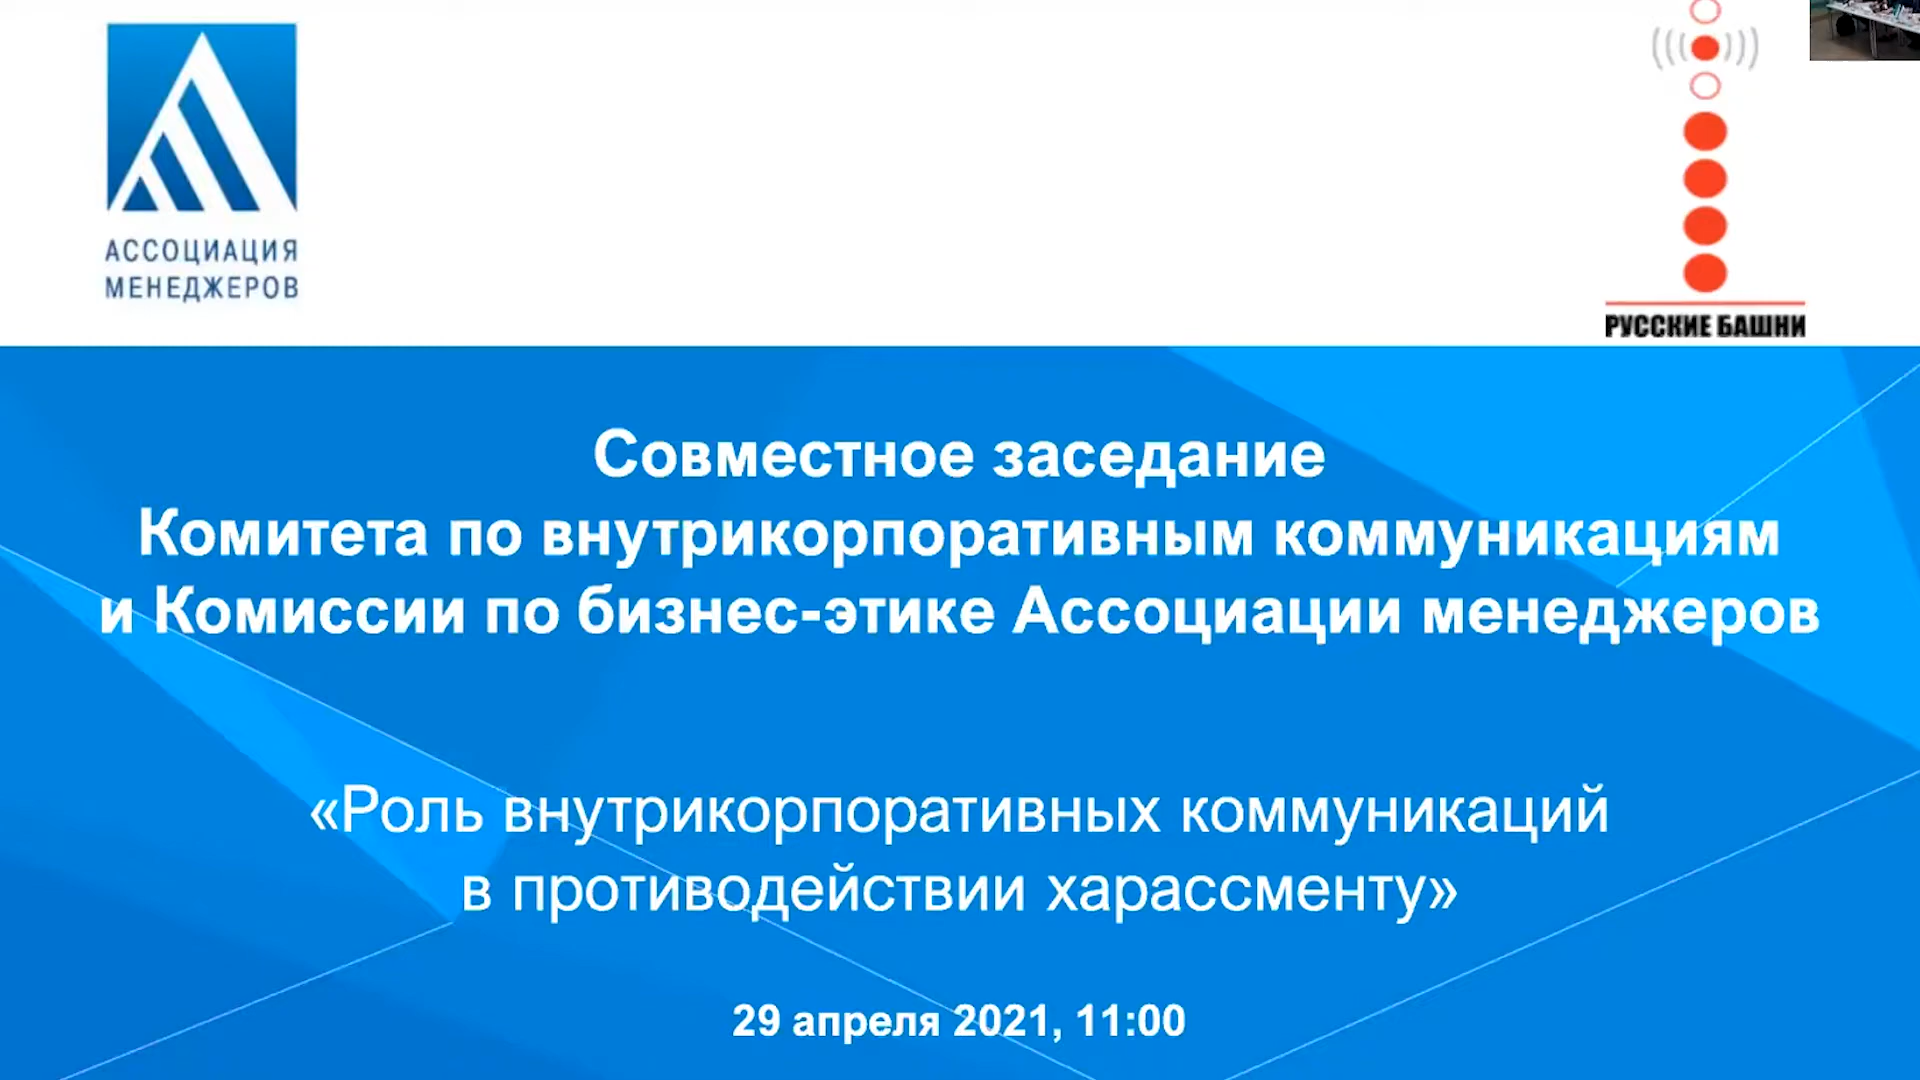 АССОЦИАЦИЯ
МЕНЕДЖЕРОВ
РУССКИЕ БАШНИ
Совместное заседание
Комитета по внутрикорпоративным коммуникациям
и Комиссии по бизнес-этике Ассоциации менеджеров
«Роль внутрикорпоративных коммуникаций
в противодействии харассменту»
29 апреля 2021, 11:00